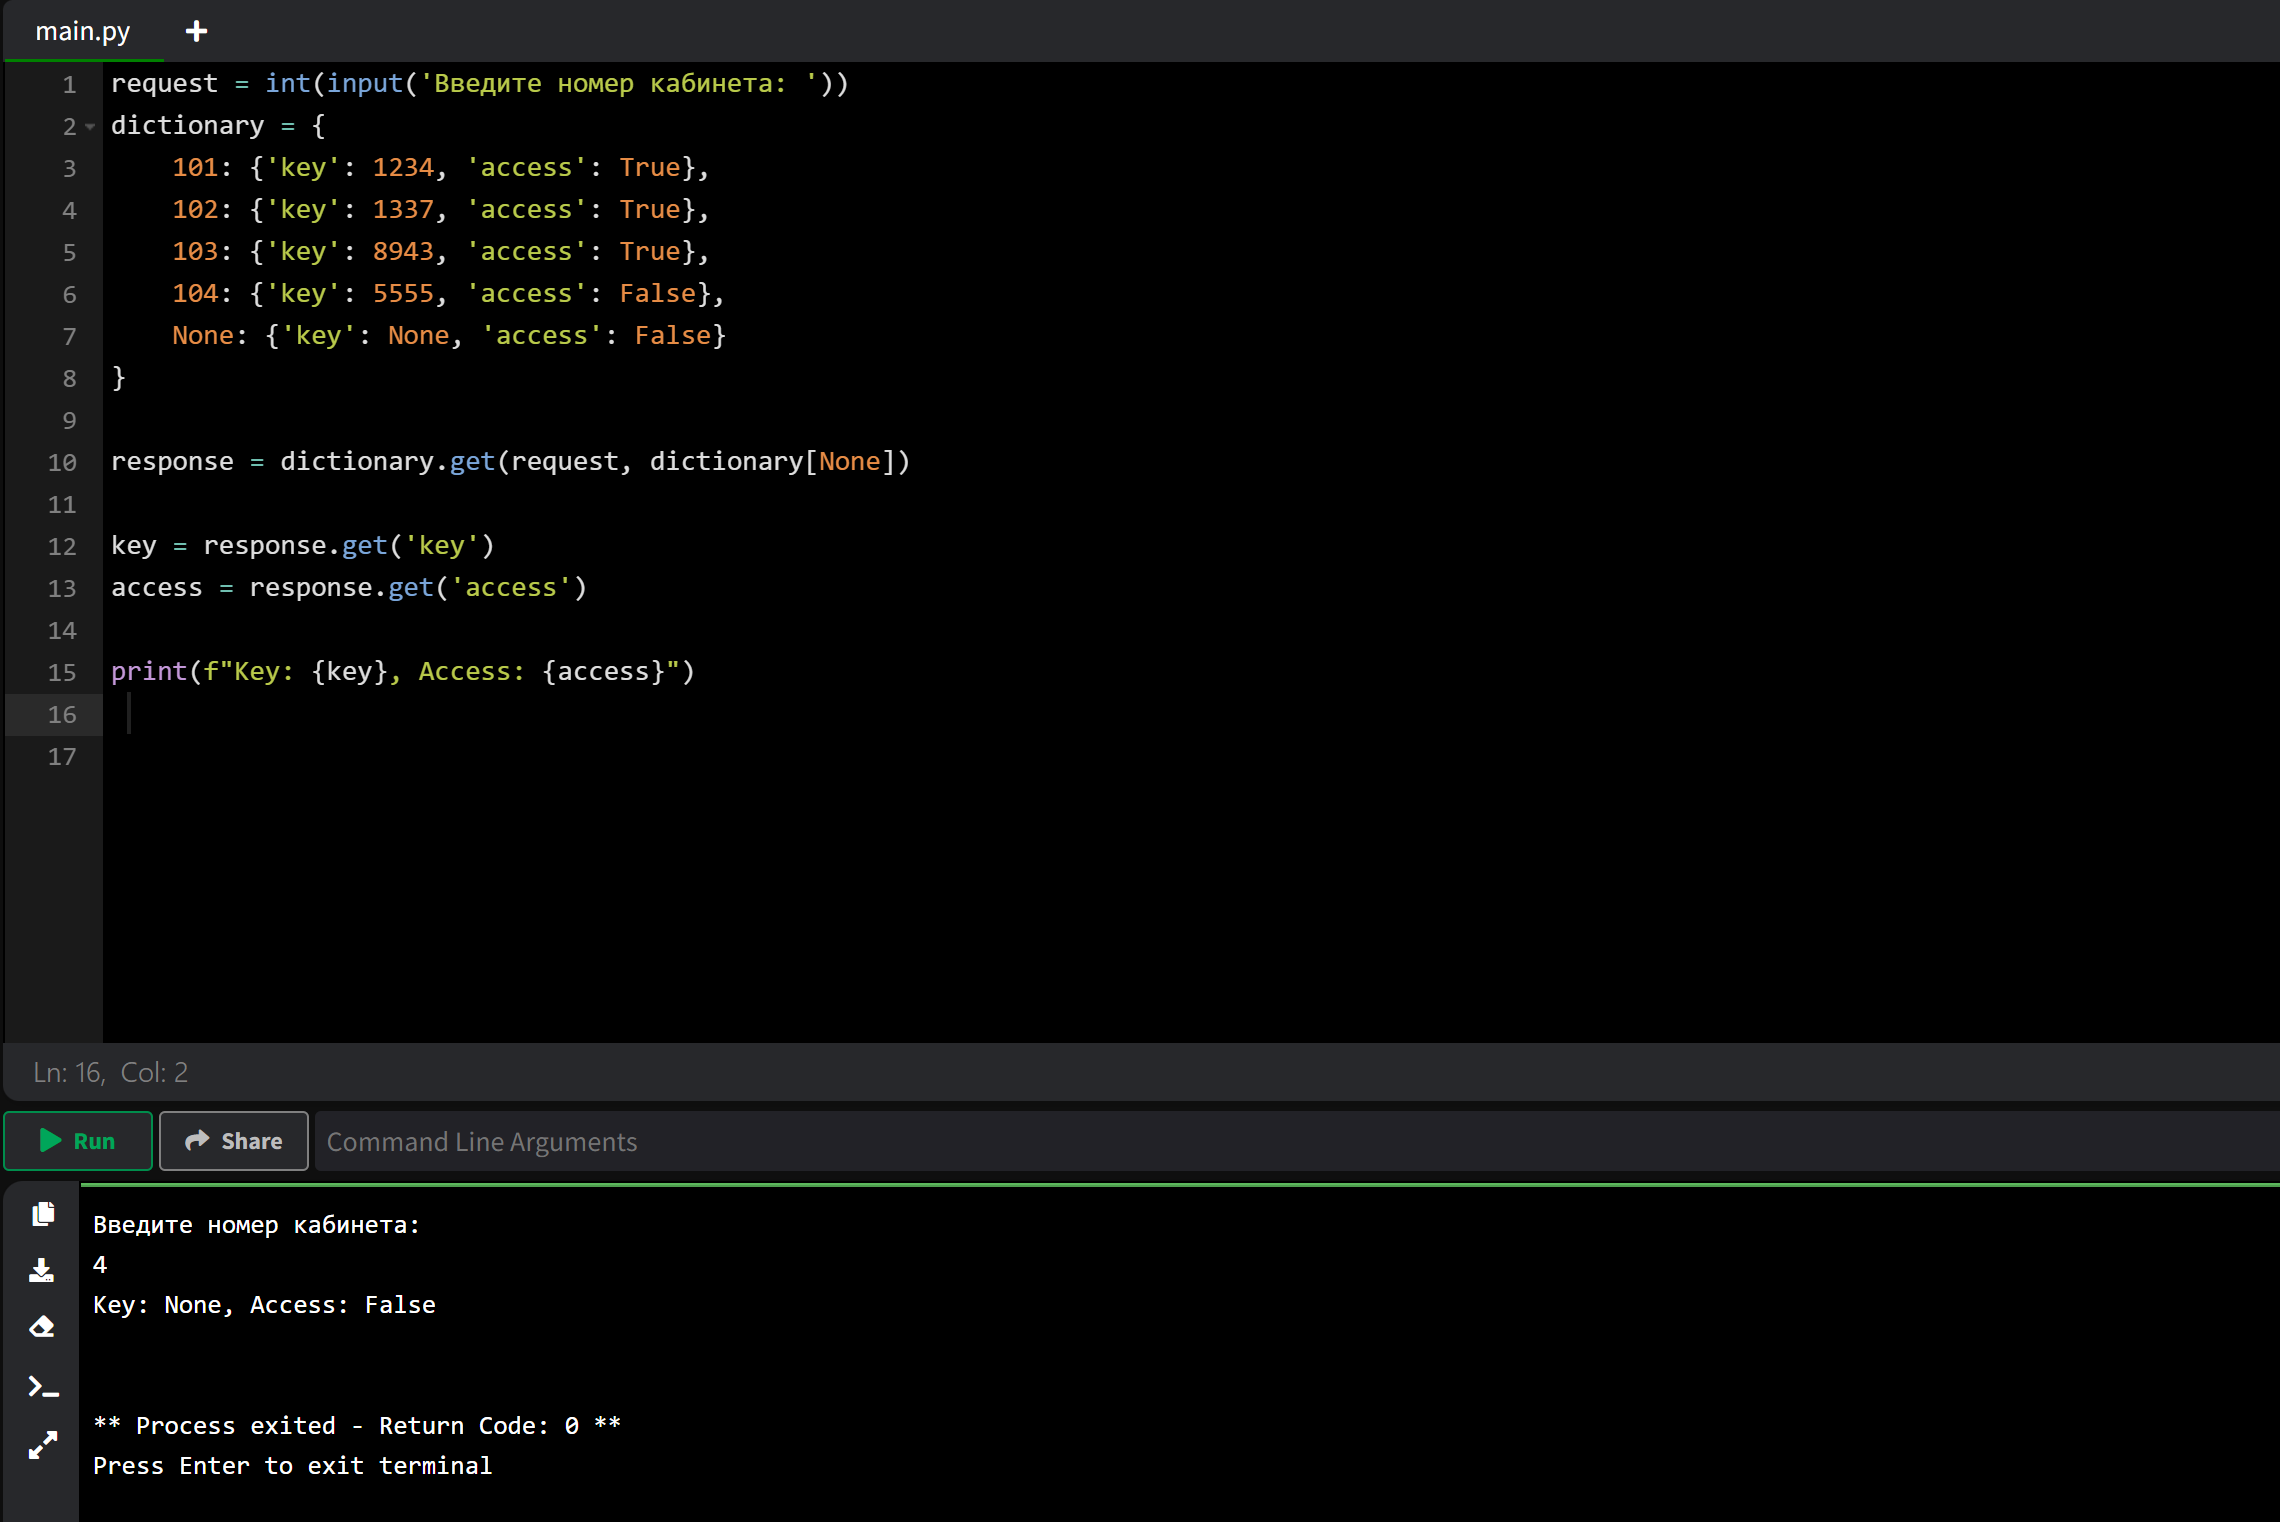 main.py
1 request = int(input('Введите номер кабинета: '))
2 dictionary = {
3     101: {'key': 1234, 'access': True},
4     102: {'key': 1337, 'access': True},
5     103: {'key': 8943, 'access': True},
6     104: {'key': 5555, 'access': False},
7     None: {'key': None, 'access': False}
8 }
9
10 response = dictionary.get(request, dictionary[None])
11
12 key = response.get('key')
13 access = response.get('access')
14
15 print(f"Key: {key}, Access: {access}")
16
17
Ln: 16, Col: 2
Run Share Command Line Arguments
Введите номер кабинета:
4
Key: None, Access: False
** Process exited - Return Code: 0 **
Press Enter to exit terminal